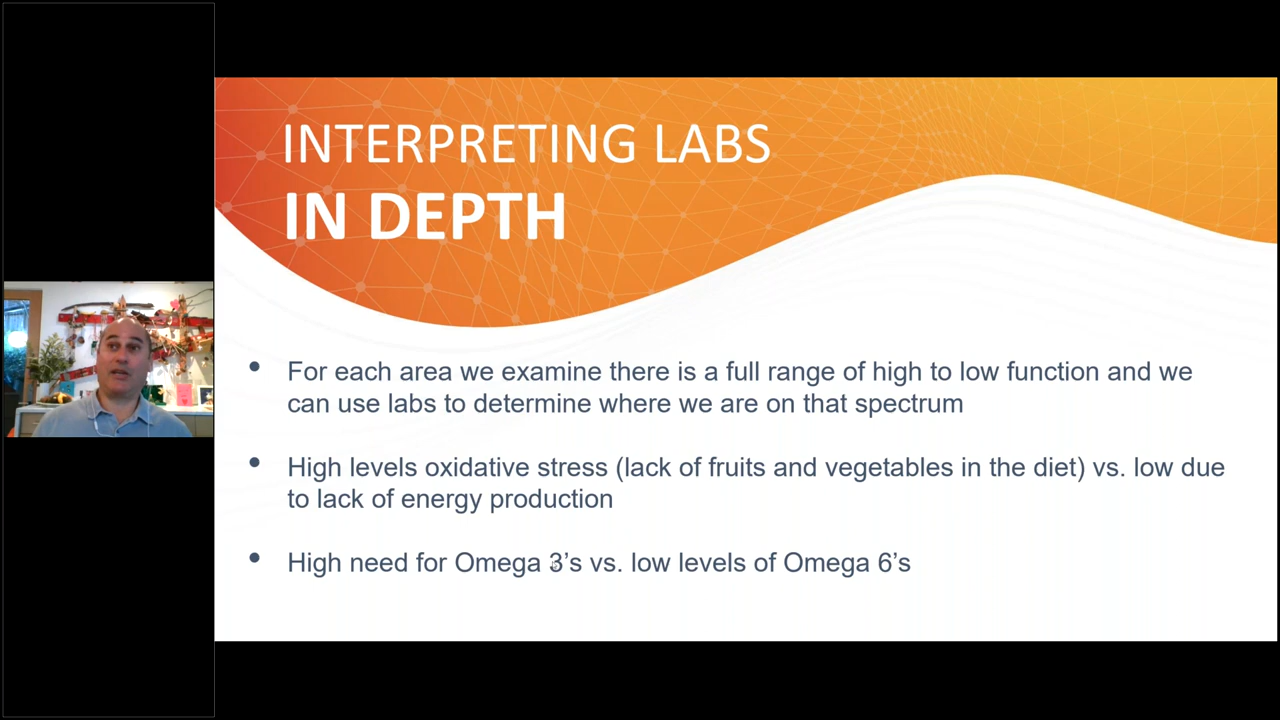 INTERPRETING LABS
IN DEPTH
• For each area we examine there is a full range of high to low function and we
can use labs to determine where we are on that spectrum
• High levels oxidative stress (lack of fruits and vegetables in the diet) vs. low due
to lack of energy production
• High need for Omega 3’s vs. low levels of Omega 6’s